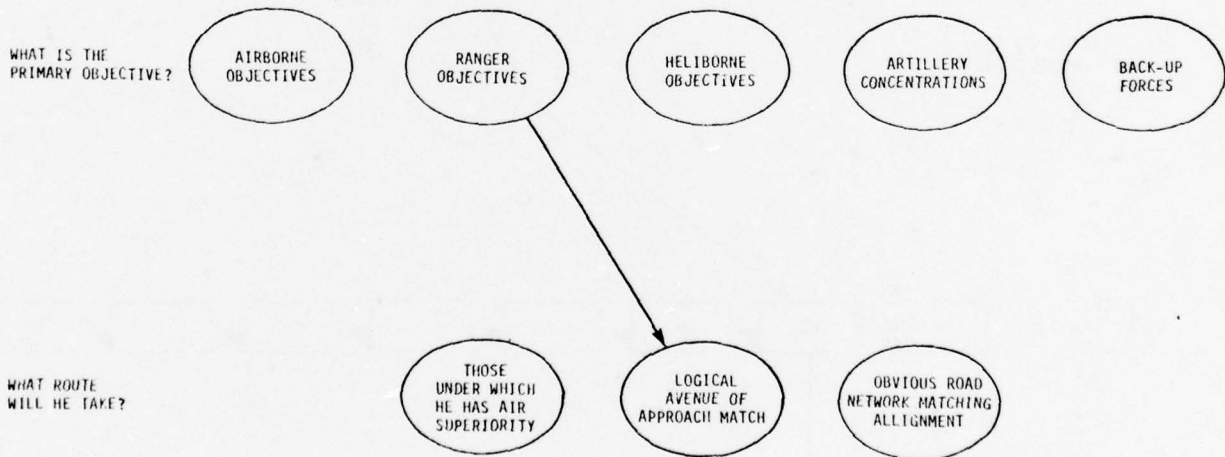 WHAT IS THE
PRIMARY OBJECTIVE?
AIRBORNE
OBJECTIVES
RANGER
OBJECTIVES
HELIBORNE
OBJECTiVES
ARTILLERY
CONCENTRATIONS
BACK-UP
FORCES
WHAT ROUTE
WILL HE TAKE?
THOSE
UNDER WHICH
HE HAS AIR
SUPERIORITY
LOGICAL
AVENUE OF
APPROACH MATCH
OBVIOUS ROAD
NETWORK MATCHING
ALLIGNMENT